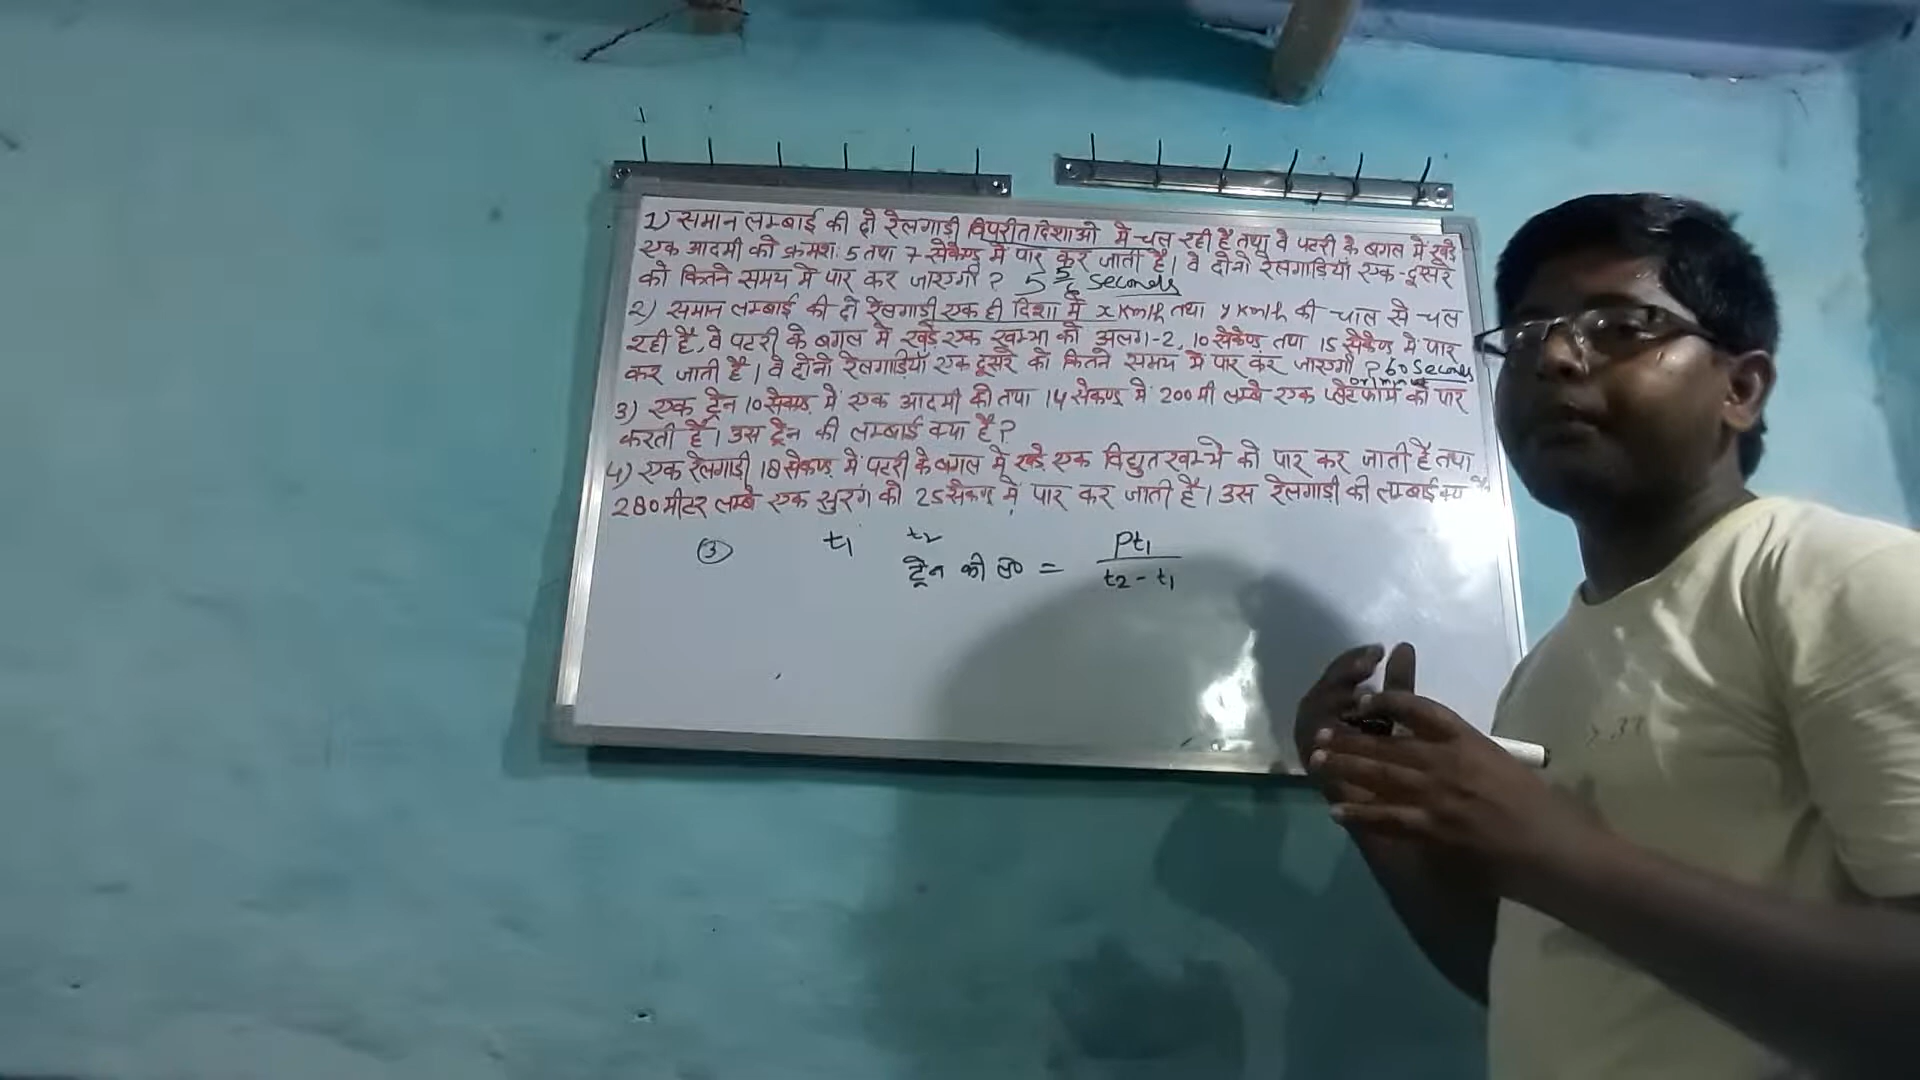 1) समान लम्बाई की दो रेलगाड़ी विपरीत दिशाओं में चल रही है तथा वे पटरी के बगल में खड़े
एक आदमी को क्रमशः 5 तथा 7 सेकेण्ड में पार कर जाती है। वे दोनो रेलगाड़ियाँ एक-दूसरे
को कितने समय में पार कर जाएगी? 5 5/6 Seconds
2) समान लम्बाई की दो रेलगाड़ी एक ही दिशा में x km/h तथा y km/h की चाल से चल
रही है, वे पटरी के बगल में खड़े एक खम्भा को अलग-2, 10 सेकेण्ड तथा 15 सेकेण्ड में पार
कर जाती है। वे दोनो रेलगाड़ियाँ एक दूसरे को कितने समय में पार कर जाएगी? 60 Seconds
3) एक ट्रेन 10 सेकण्ड में एक आदमी को तथा 14 सेकण्ड में 200 मी लम्बे एक प्लेटफार्म को पार
करती है। उस ट्रेन की लम्बाई क्या है?
4) एक रेलगाड़ी 18 सेकण्ड में पटरी के बगल में खड़े एक विद्युत खम्भे को पार कर जाती है तथा
280 मीटर लम्बे एक सुरंग को 25 सेकण्ड में पार कर जाती है। उस रेलगाड़ी की लम्बाई क्या है
③ t₁ t₂
ट्रेन की ल० = Pt₁ / t₂ - t₁